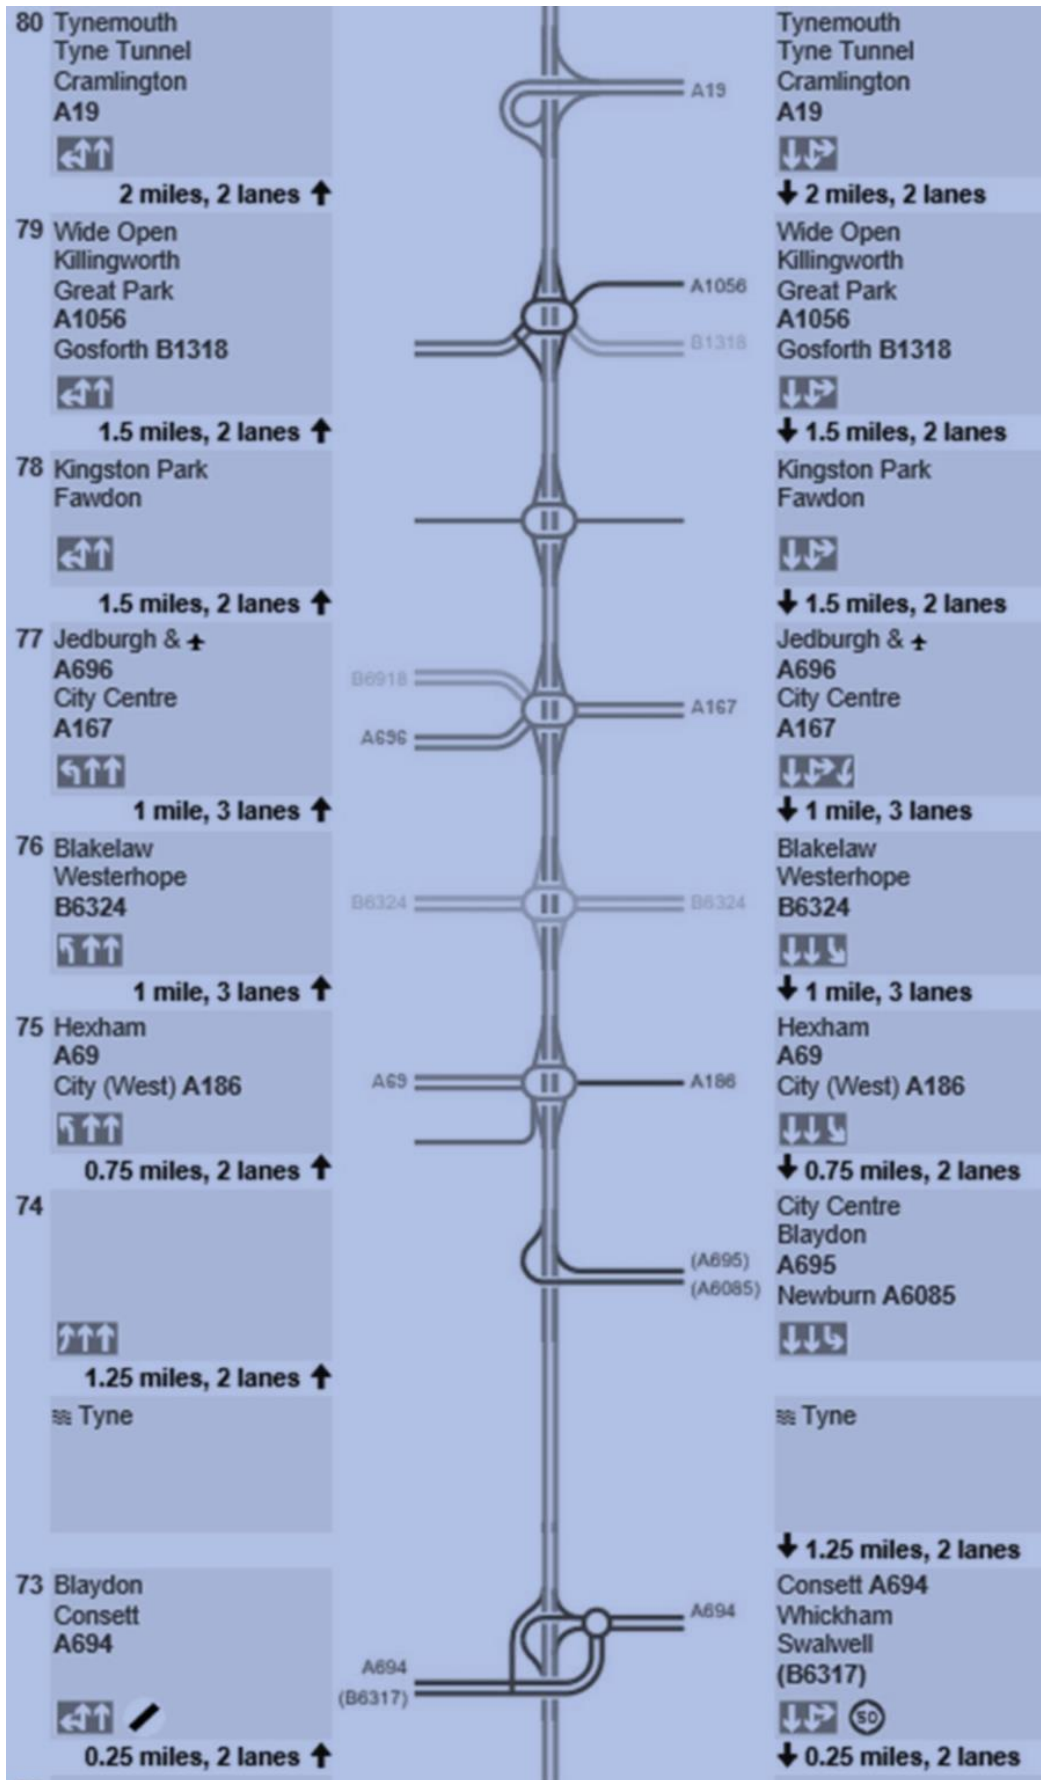 80 Tynemouth
Tyne Tunnel
Cramlington
A19
2 miles, 2 lanes
A19
Tynemouth
Tyne Tunnel
Cramlington
A19
2 miles, 2 lanes
79 Wide Open
Killingworth
Great Park
A1056
Gosforth B1318
1.5 miles, 2 lanes
A1056
B1318
Wide Open
Killingworth
Great Park
A1056
Gosforth B1318
1.5 miles, 2 lanes
78 Kingston Park
Fawdon
1.5 miles, 2 lanes
Kingston Park
Fawdon
1.5 miles, 2 lanes
77 Jedburgh &
A696
City Centre
A167
1 mile, 3 lanes
B6918
A696
A167
Jedburgh &
A696
City Centre
A167
1 mile, 3 lanes
76 Blakelaw
Westerhope
B6324
1 mile, 3 lanes
B6324
B6324
Blakelaw
Westerhope
B6324
1 mile, 3 lanes
75 Hexham
A69
City (West) A186
0.75 miles, 2 lanes
A69
A186
Hexham
A69
City (West) A186
0.75 miles, 2 lanes
74
1.25 miles, 2 lanes
(A695)
(A6085)
City Centre
Blaydon
A695
Newburn A6085
Tyne
Tyne
1.25 miles, 2 lanes
73 Blaydon
Consett
A694
0.25 miles, 2 lanes
A694
(B6317)
A694
Consett A694
Whickham
Swalwell
(B6317)
50
0.25 miles, 2 lanes